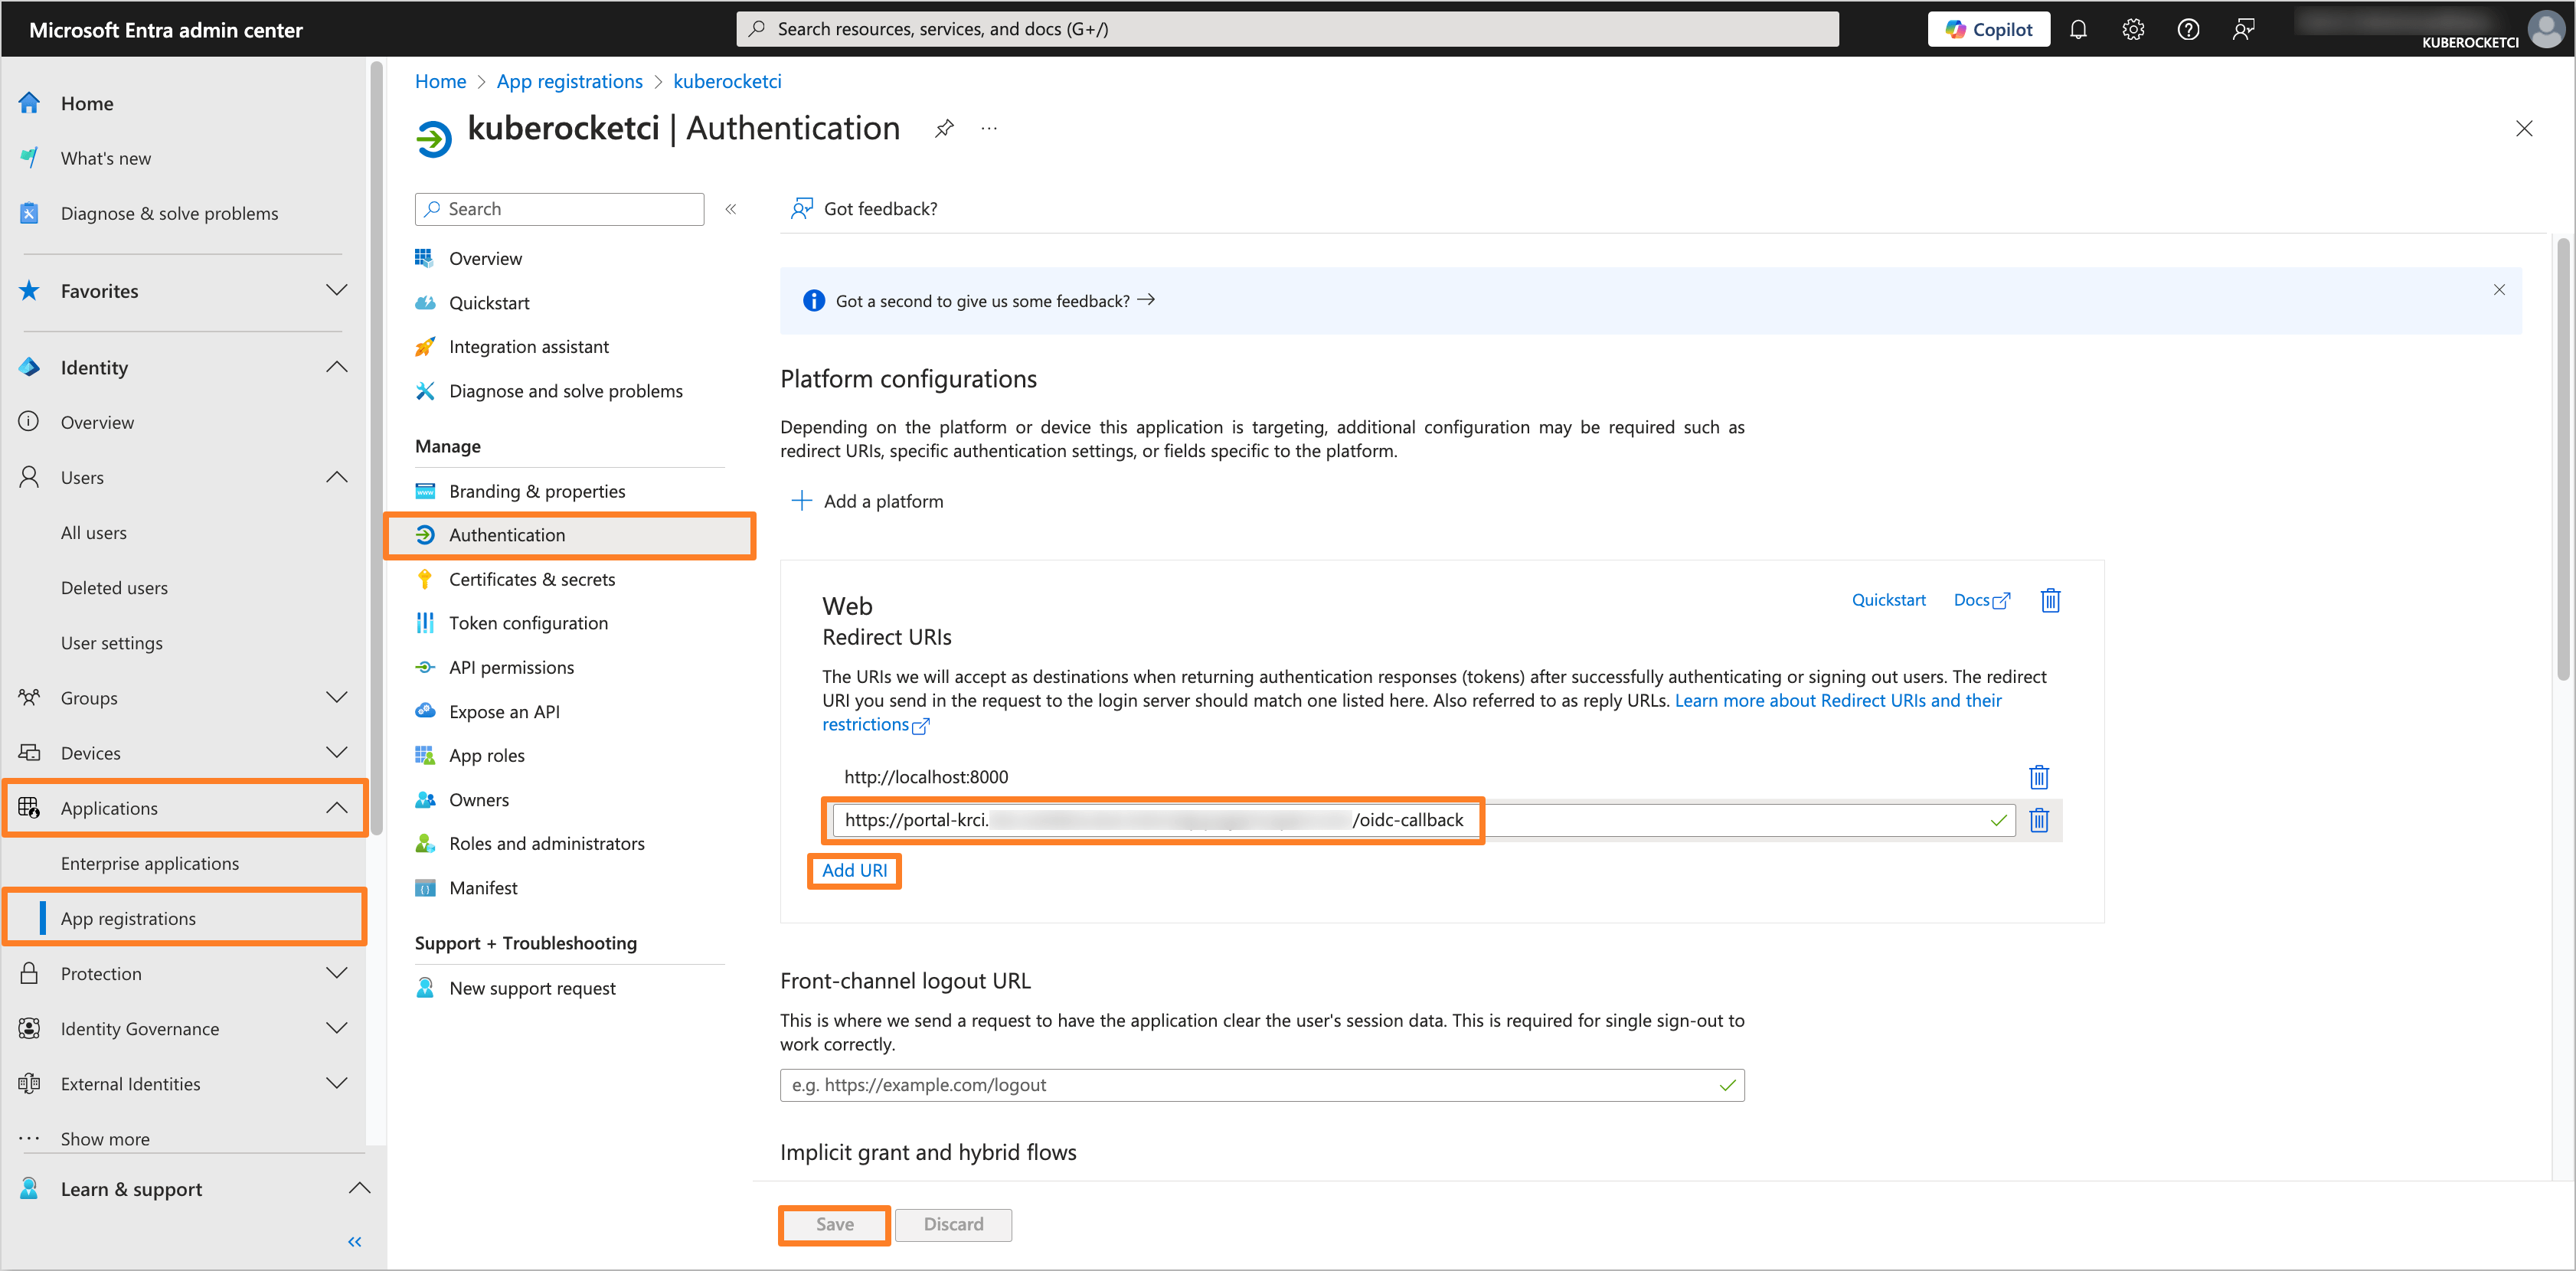 Microsoft Entra admin center
Search resources, services, and docs (G+/)
Copilot
KUBEROCKETCI
Home
What's new
Diagnose & solve problems
Favorites
Identity
Overview
Users
All users
Deleted users
User settings
Groups
Devices
Applications
Enterprise applications
App registrations
Protection
Identity Governance
External Identities
Show more
Learn & support
Home > App registrations > kuberocketci
kuberocketci | Authentication
Search
Overview
Quickstart
Integration assistant
Diagnose and solve problems
Manage
Branding & properties
Authentication
Certificates & secrets
Token configuration
API permissions
Expose an API
App roles
Owners
Roles and administrators
Manifest
Support + Troubleshooting
New support request
Got feedback?
Got a second to give us some feedback?
Platform configurations
Depending on the platform or device this application is targeting, additional configuration may be required such as
redirect URIs, specific authentication settings, or fields specific to the platform.
Add a platform
Web
Quickstart Docs
Redirect URIs
The URIs we will accept as destinations when returning authentication responses (tokens) after successfully authenticating or signing out users. The redirect
URI you send in the request to the login server should match one listed here. Also referred to as reply URLs. Learn more about Redirect URIs and their
restrictions
http://localhost:8000
https://portal-krci. /oidc-callback
Add URI
Front-channel logout URL
This is where we send a request to have the application clear the user's session data. This is required for single sign-out to
work correctly.
e.g. https://example.com/logout
Implicit grant and hybrid flows
Save Discard